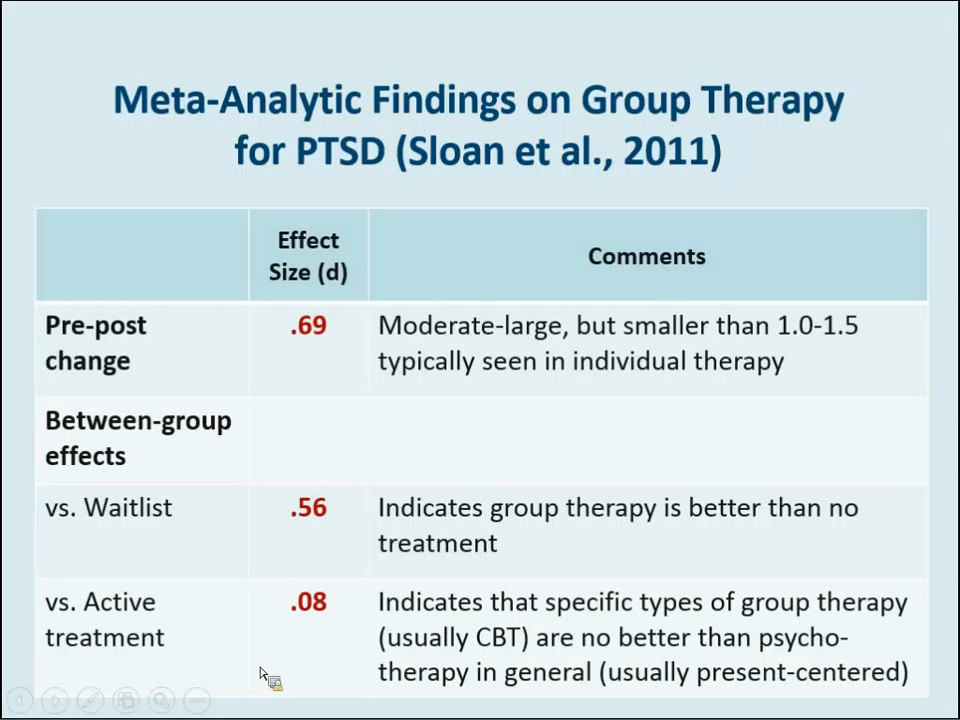 Meta-Analytic Findings on Group Therapy
for PTSD (Sloan et al., 2011)
Effect
Size (d)
Comments
Pre-post
change
.69
Moderate-large, but smaller than 1.0-1.5
typically seen in individual therapy
Between-group
effects
vs. Waitlist
.56
Indicates group therapy is better than no
treatment
vs. Active
treatment
.08
Indicates that specific types of group therapy
(usually CBT) are no better than psycho-
therapy in general (usually present-centered)